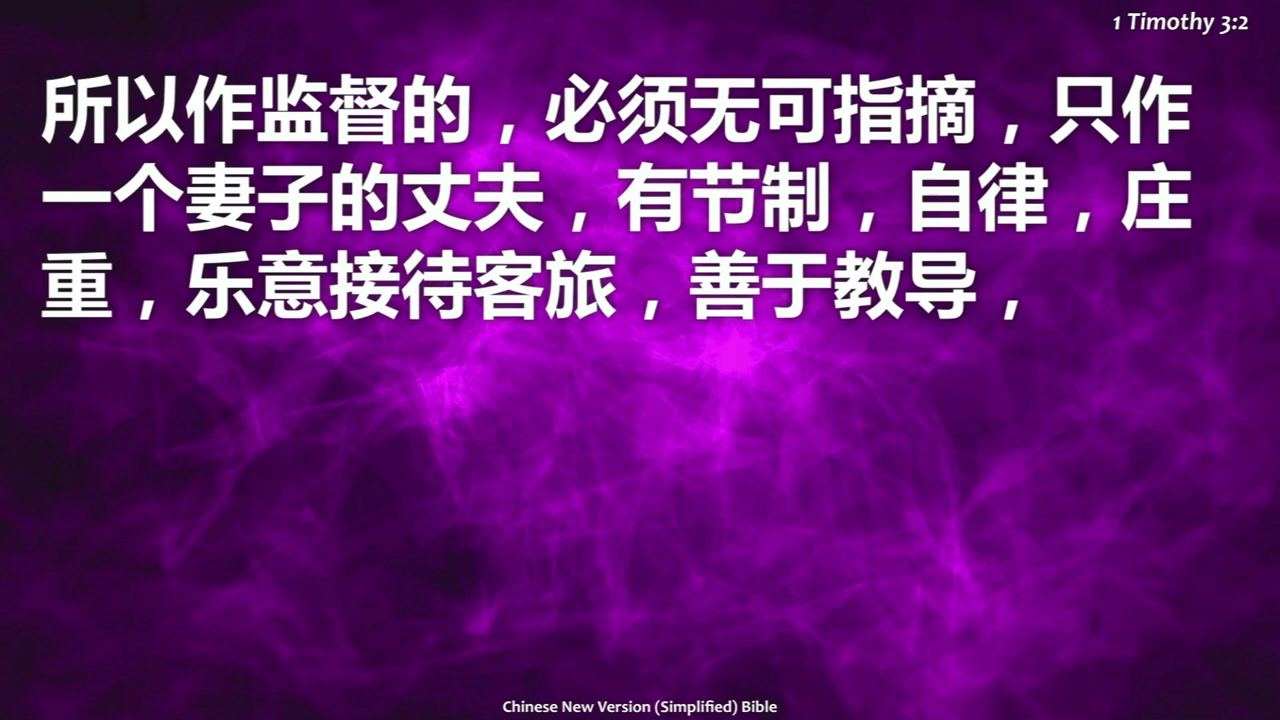 1 Timothy 3:2
所以作监督的，必须无可指摘，只作
一个妻子的丈夫，有节制，自律，庄
重，乐意接待客旅，善于教导，
Chinese New Version (Simplified) Bible